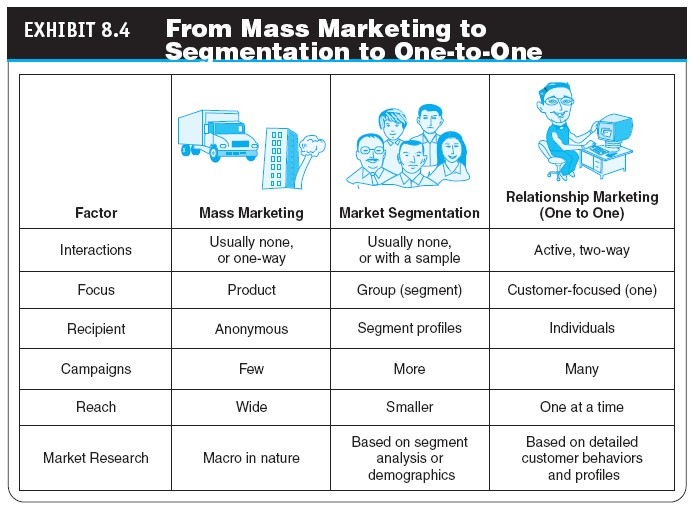 EXHIBIT 8.4
From Mass Marketing to
Segmentation to One-to-One
Factor
Mass Marketing
Market Segmentation
Relationship Marketing
(One to One)
Interactions
Usually none,
or one-way
Usually none,
or with a sample
Active, two-way
Focus
Product
Group (segment)
Customer-focused (one)
Recipient
Anonymous
Segment profiles
Individuals
Campaigns
Few
More
Many
Reach
Wide
Smaller
One at a time
Market Research
Macro in nature
Based on segment
analysis or
demographics
Based on detailed
customer behaviors
and profiles